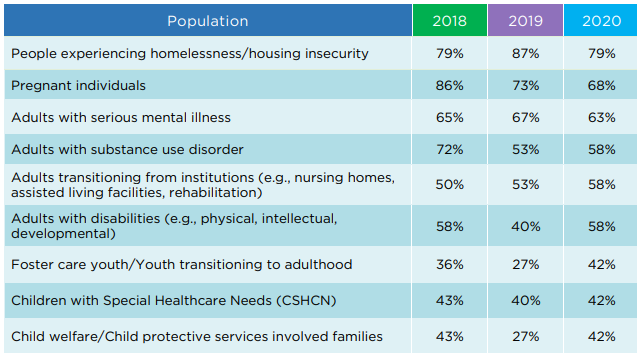 Population 2018 2019 2020
People experiencing homelessness/housing insecurity 79% 87% 79%
Pregnant individuals 86% 73% 68%
Adults with serious mental illness 65% 67% 63%
Adults with substance use disorder 72% 53% 58%
Adults transitioning from institutions (e.g., nursing homes,
assisted living facilities, rehabilitation) 50% 53% 58%
Adults with disabilities (e.g., physical, intellectual,
developmental) 58% 40% 58%
Foster care youth/Youth transitioning to adulthood 36% 27% 42%
Children with Special Healthcare Needs (CSHCN) 43% 40% 42%
Child welfare/Child protective services involved families 43% 27% 42%